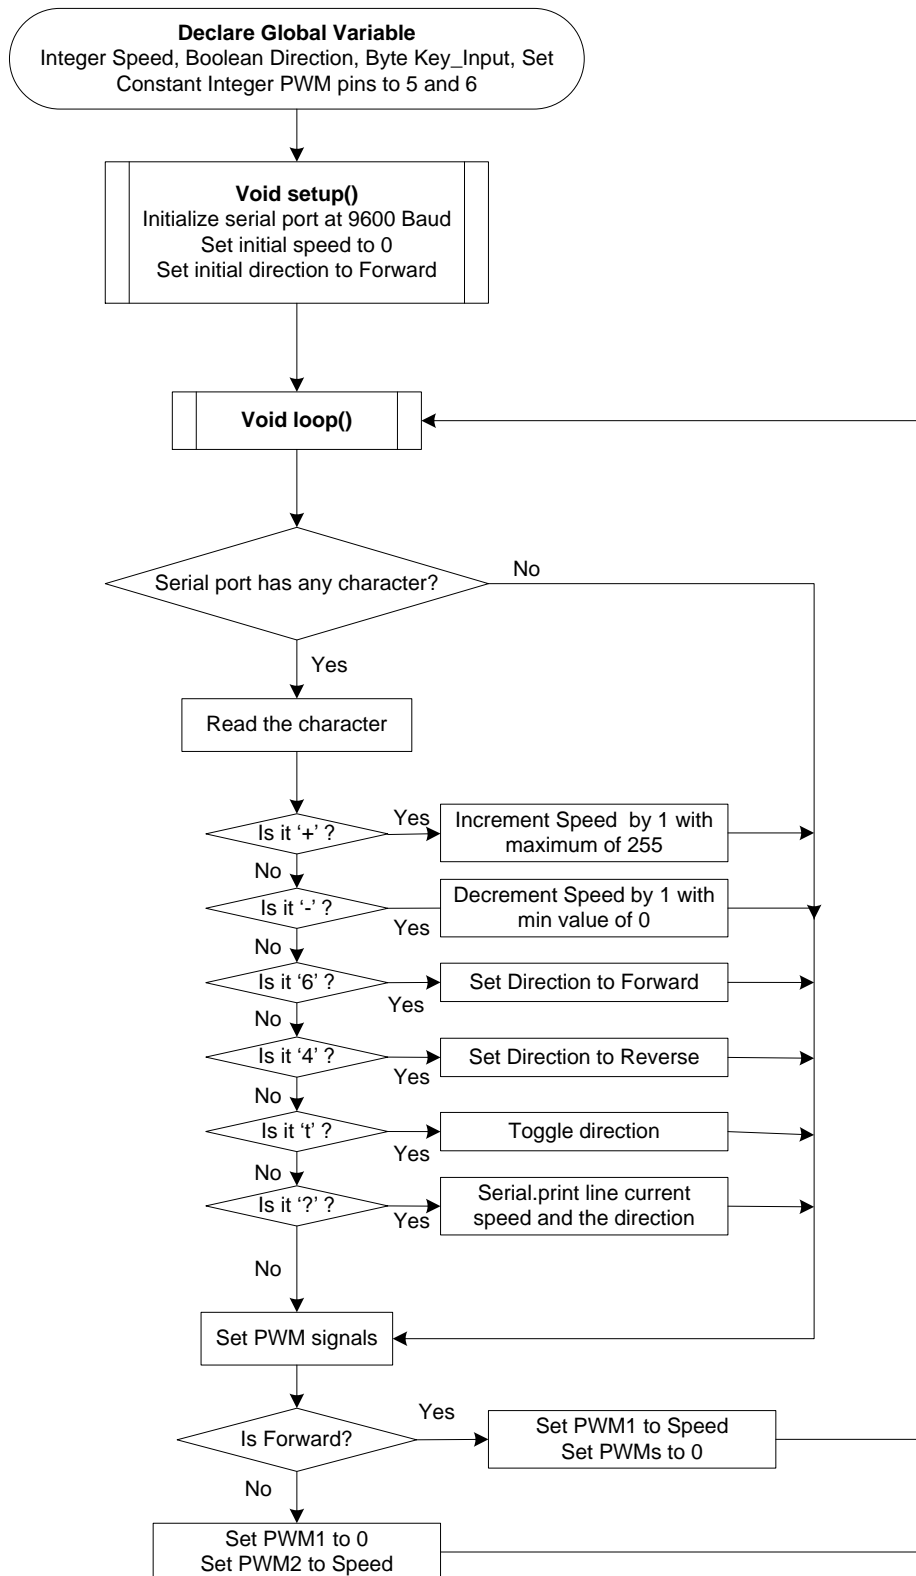 Declare Global Variable
Integer Speed, Boolean Direction, Byte Key_Input, Set
Constant Integer PWM pins to 5 and 6
Void setup()
Initialize serial port at 9600 Baud
Set initial speed to 0
Set initial direction to Forward
Void loop()
Serial port has any character?
No
Yes
Read the character
Is it ‘+’ ?
Yes
Increment Speed  by 1 with
maximum of 255
No
Is it ‘-’ ?
Yes
Decrement Speed by 1 with
min value of 0
No
Is it ‘6’ ?
Yes
Set Direction to Forward
No
Is it ‘4’ ?
Yes
Set Direction to Reverse
No
Is it ‘t’ ?
Yes
Toggle direction
No
Is it ‘?’ ?
Yes
Serial.print line current
speed and the direction
No
Set PWM signals
Is Forward?
Yes
Set PWM1 to Speed
Set PWMs to 0
No
Set PWM1 to 0
Set PWM2 to Speed